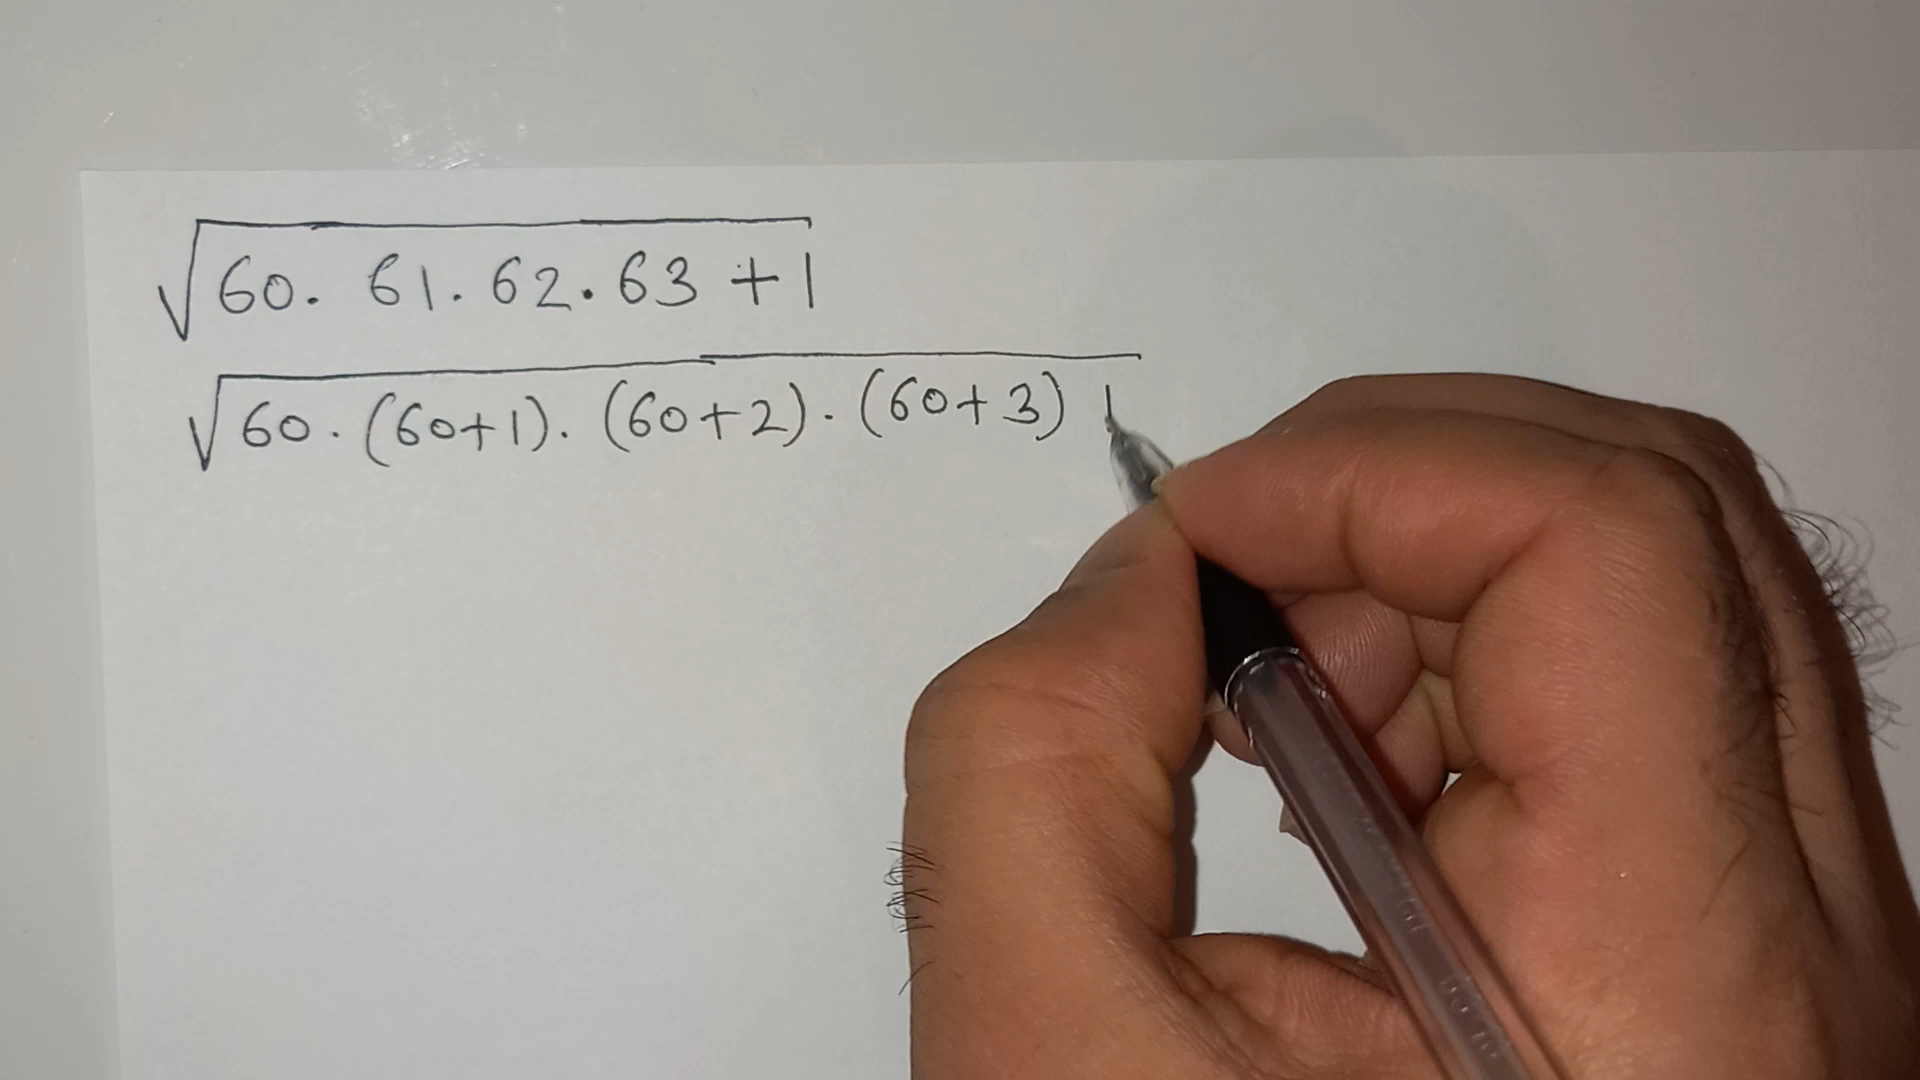 √60. 61. 62. 63 + 1
√60 . (60+1). (60+2) . (60+3) |